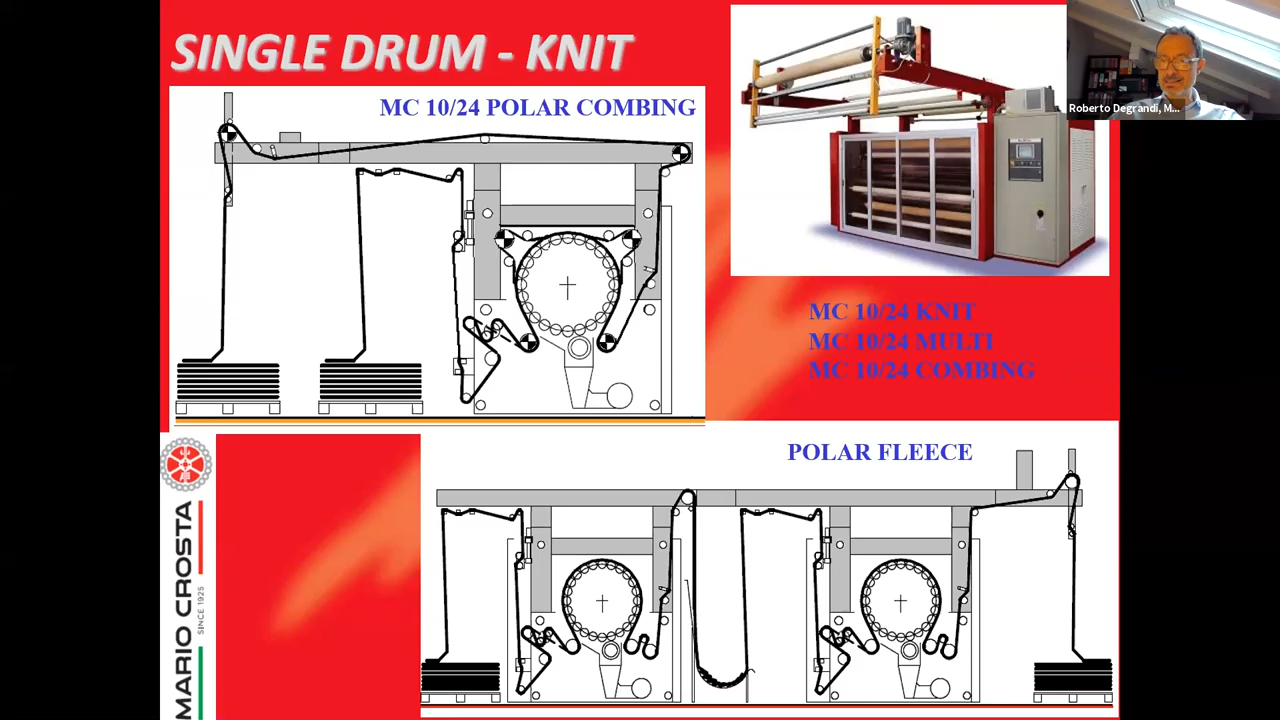 SINGLE DRUM - KNIT
MC 10/24 POLAR COMBING
Roberto Degrandi, M...
MC 10/24 KNIT
MC 10/24 MULTI
MC 10/24 COMBING
POLAR FLEECE
MARIO CROSTA
SINCE 1925